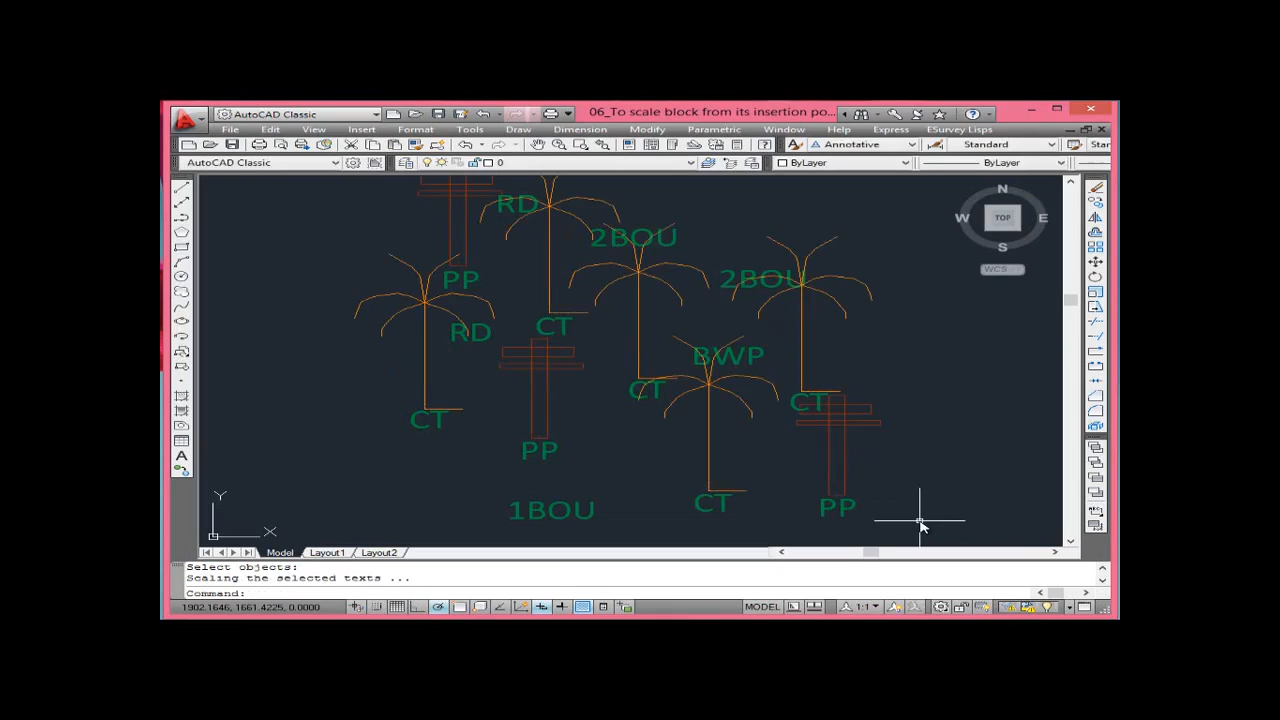 AutoCAD Classic 06_To scale block from its insertion po...
File Edit View Insert Format Tools Draw Dimension Modify Parametric Window Help Express ESurvey Lisps
Annotative Standard Star
AutoCAD Classic 0 ByLayer ByLayer
N
W TOP E
S
WCS
RD
2BOU
PP 2BOU
CT
RD
BWP
CT
CT
CT
PP
CT
PP
1BOU
Y
X
Model Layout1 Layout2
Select objects:
Scaling the selected texts ...
Command:
1902.1646, 1661.4225, 0.0000 MODEL 1:1